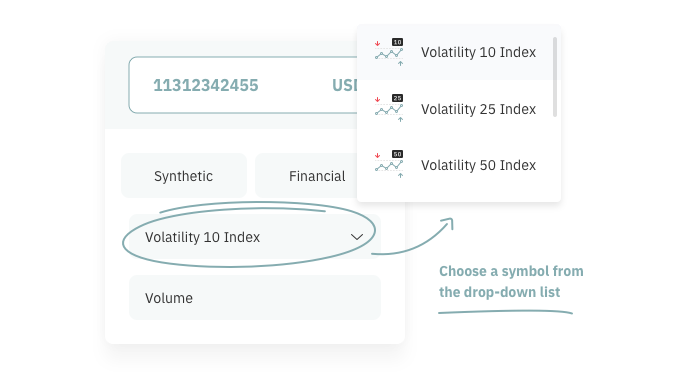 11312342455 USD
Synthetic Financial
Volatility 10 Index
Volume
10 Volatility 10 Index
25 Volatility 25 Index
50 Volatility 50 Index
Choose a symbol from
the drop-down list